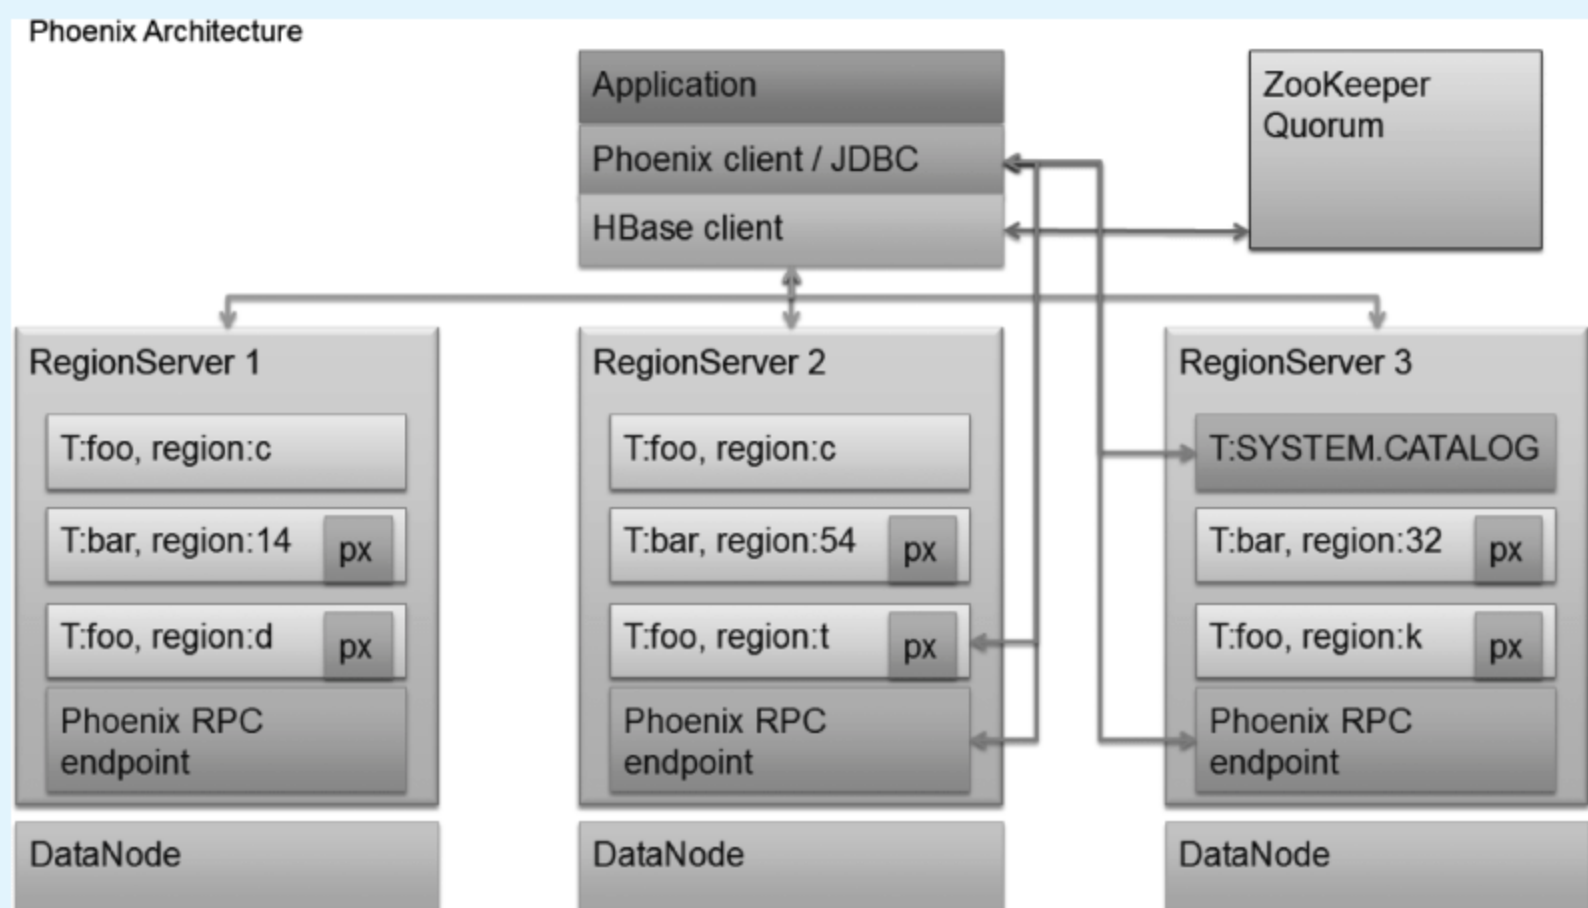 Phoenix Architecture
Application
Phoenix client / JDBC
HBase client
ZooKeeper
Quorum
RegionServer 1
T:foo, region:c
T:bar, region:14
px
T:foo, region:d
px
Phoenix RPC
endpoint
DataNode
RegionServer 2
T:foo, region:c
T:bar, region:54
px
T:foo, region:t
px
Phoenix RPC
endpoint
DataNode
RegionServer 3
T:SYSTEM.CATALOG
T:bar, region:32
px
T:foo, region:k
px
Phoenix RPC
endpoint
DataNode